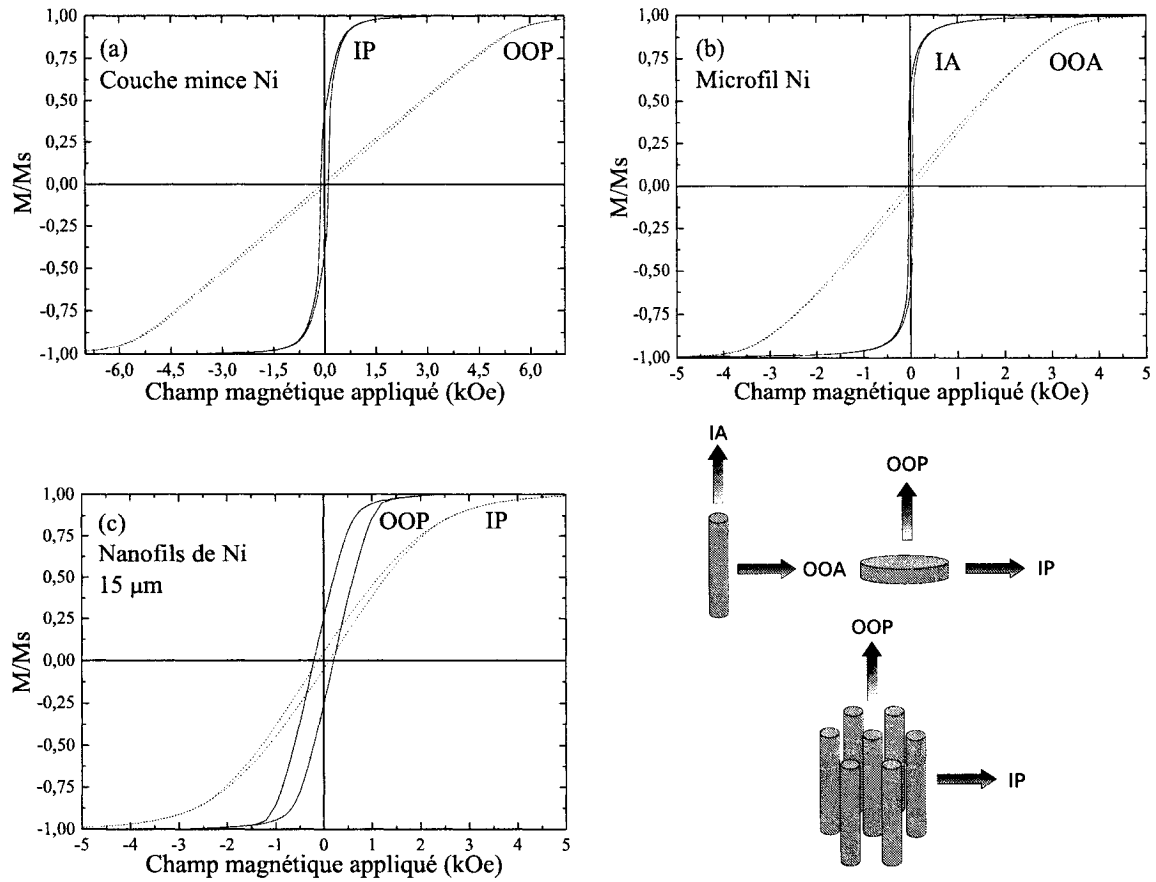 1,00
0,75
0,50
0,25
0,00
-0,25
-0,50
-0,75
-1,00
M/Ms
(a)
Couche mince Ni
IP
OOP
-6,0 -4,5 -3,0 -1,5 0,0 1,5 3,0 4,5 6,0
Champ magnétique appliqué (kOe)
1,00
0,75
0,50
0,25
0,00
-0,25
-0,50
-0,75
-1,00
M/Ms
(b)
Microfil Ni
IA
OOA
-5 -4 -3 -2 -1 0 1 2 3 4 5
Champ magnétique appliqué (kOe)
1,00
0,75
0,50
0,25
0,00
-0,25
-0,50
-0,75
-1,00
M/Ms
(c)
Nanofils de Ni
15 µm
OOP
IP
-5 -4 -3 -2 -1 0 1 2 3 4 5
Champ magnétique appliqué (kOe)
IA
OOA
OOP
IP
OOP
IP